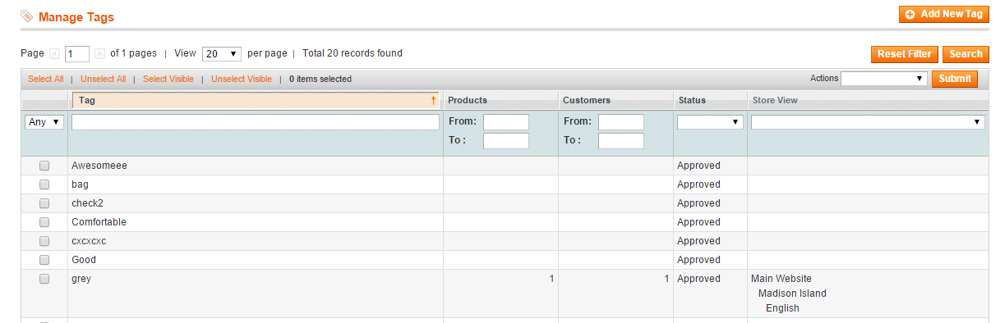 Manage Tags
Add New Tag
Page 1 of 1 pages | View 20 per page | Total 20 records found
Reset Filter Search
Select All | Unselect All | Select Visible | Unselect Visible | 0 items selected
Actions Submit
Tag Products Customers Status Store View
Any From: From:
To : To :
Awesomeee Approved
bag Approved
check2 Approved
Comfortable Approved
cxcxcxc Approved
Good Approved
grey 1 1 Approved Main Website
Madison Island
English